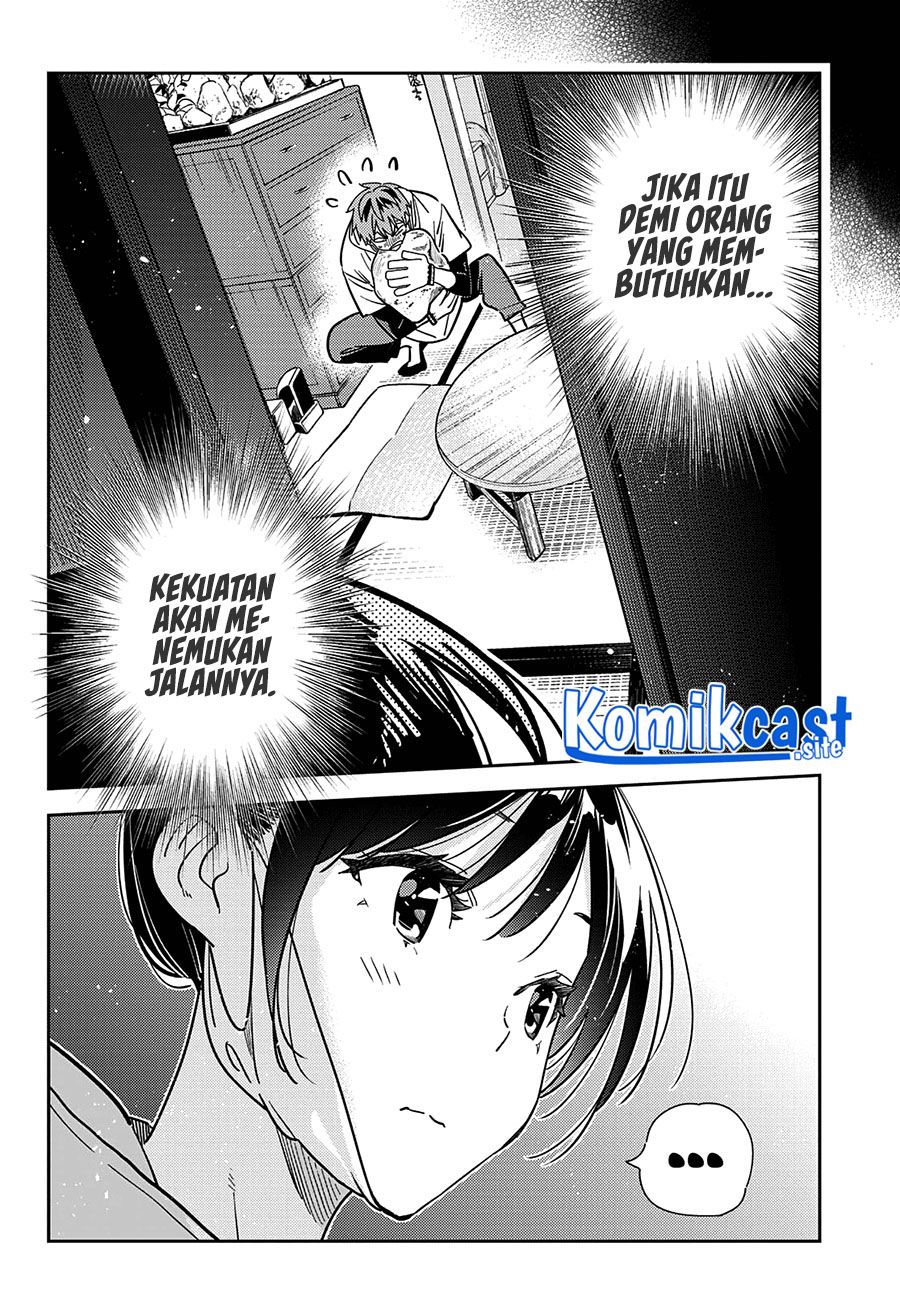 JIKA ITU
DEMI ORANG
YANG MEM-
BUTUHKAN...
KEKUATAN
AKAN ME-
NEMUKAN
JALANNYA.
Komikcast
.site
...